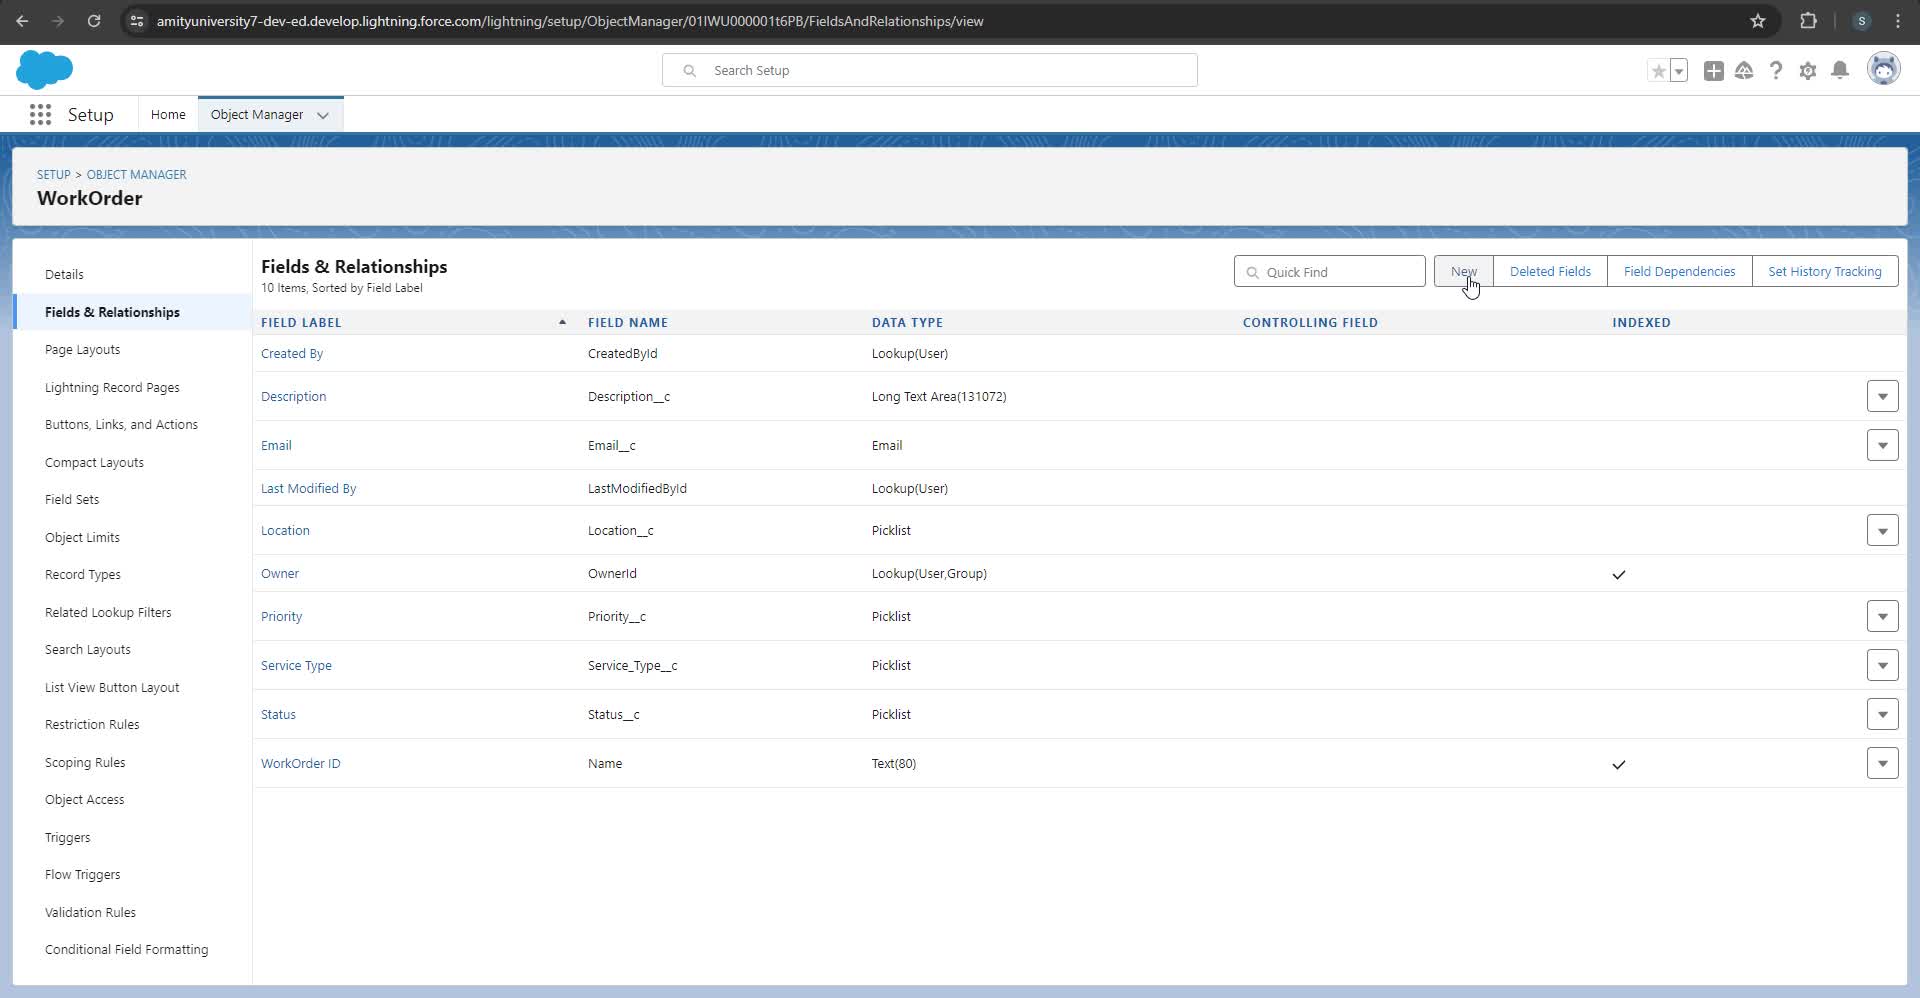 amityuniversity7-dev-ed.develop.lightning.force.com/lightning/setup/ObjectManager/01IWU000001t6PB/FieldsAndRelationships/view
S
Search Setup
Setup
Home
Object Manager
SETUP > OBJECT MANAGER
WorkOrder
Details
Fields & Relationships
Page Layouts
Lightning Record Pages
Buttons, Links, and Actions
Compact Layouts
Field Sets
Object Limits
Record Types
Related Lookup Filters
Search Layouts
List View Button Layout
Restriction Rules
Scoping Rules
Object Access
Triggers
Flow Triggers
Validation Rules
Conditional Field Formatting
Fields & Relationships
10 Items, Sorted by Field Label
Quick Find
New
Deleted Fields
Field Dependencies
Set History Tracking
FIELD LABEL FIELD NAME DATA TYPE CONTROLLING FIELD INDEXED
Created By CreatedById Lookup(User)
Description Description__c Long Text Area(131072)
Email Email__c Email
Last Modified By LastModifiedById Lookup(User)
Location Location__c Picklist
Owner OwnerId Lookup(User,Group)
Priority Priority__c Picklist
Service Type Service_Type__c Picklist
Status Status__c Picklist
WorkOrder ID Name Text(80)